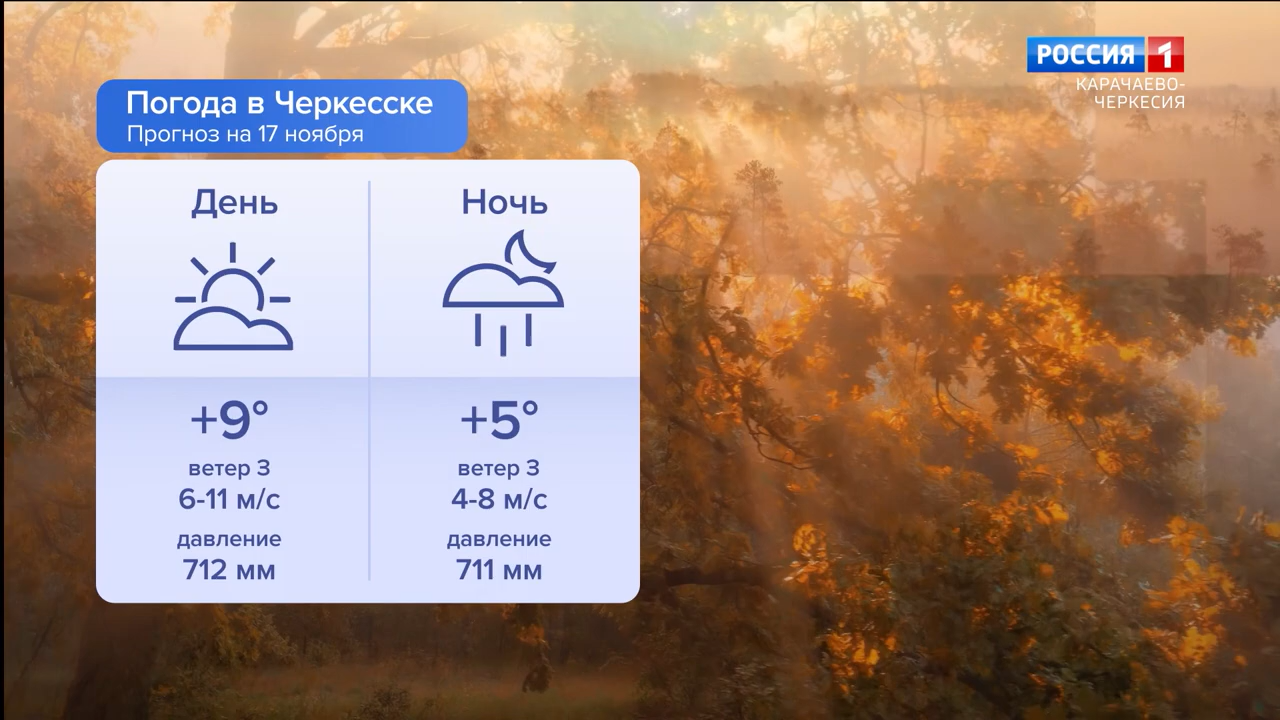 РОССИЯ 1
КАРАЧАЕВО-
ЧЕРКЕСИЯ
Погода в Черкесске
Прогноз на 17 ноября
День
Ночь
+9°
+5°
ветер З
ветер З
6-11 м/с
4-8 м/с
давление
давление
712 мм
711 мм